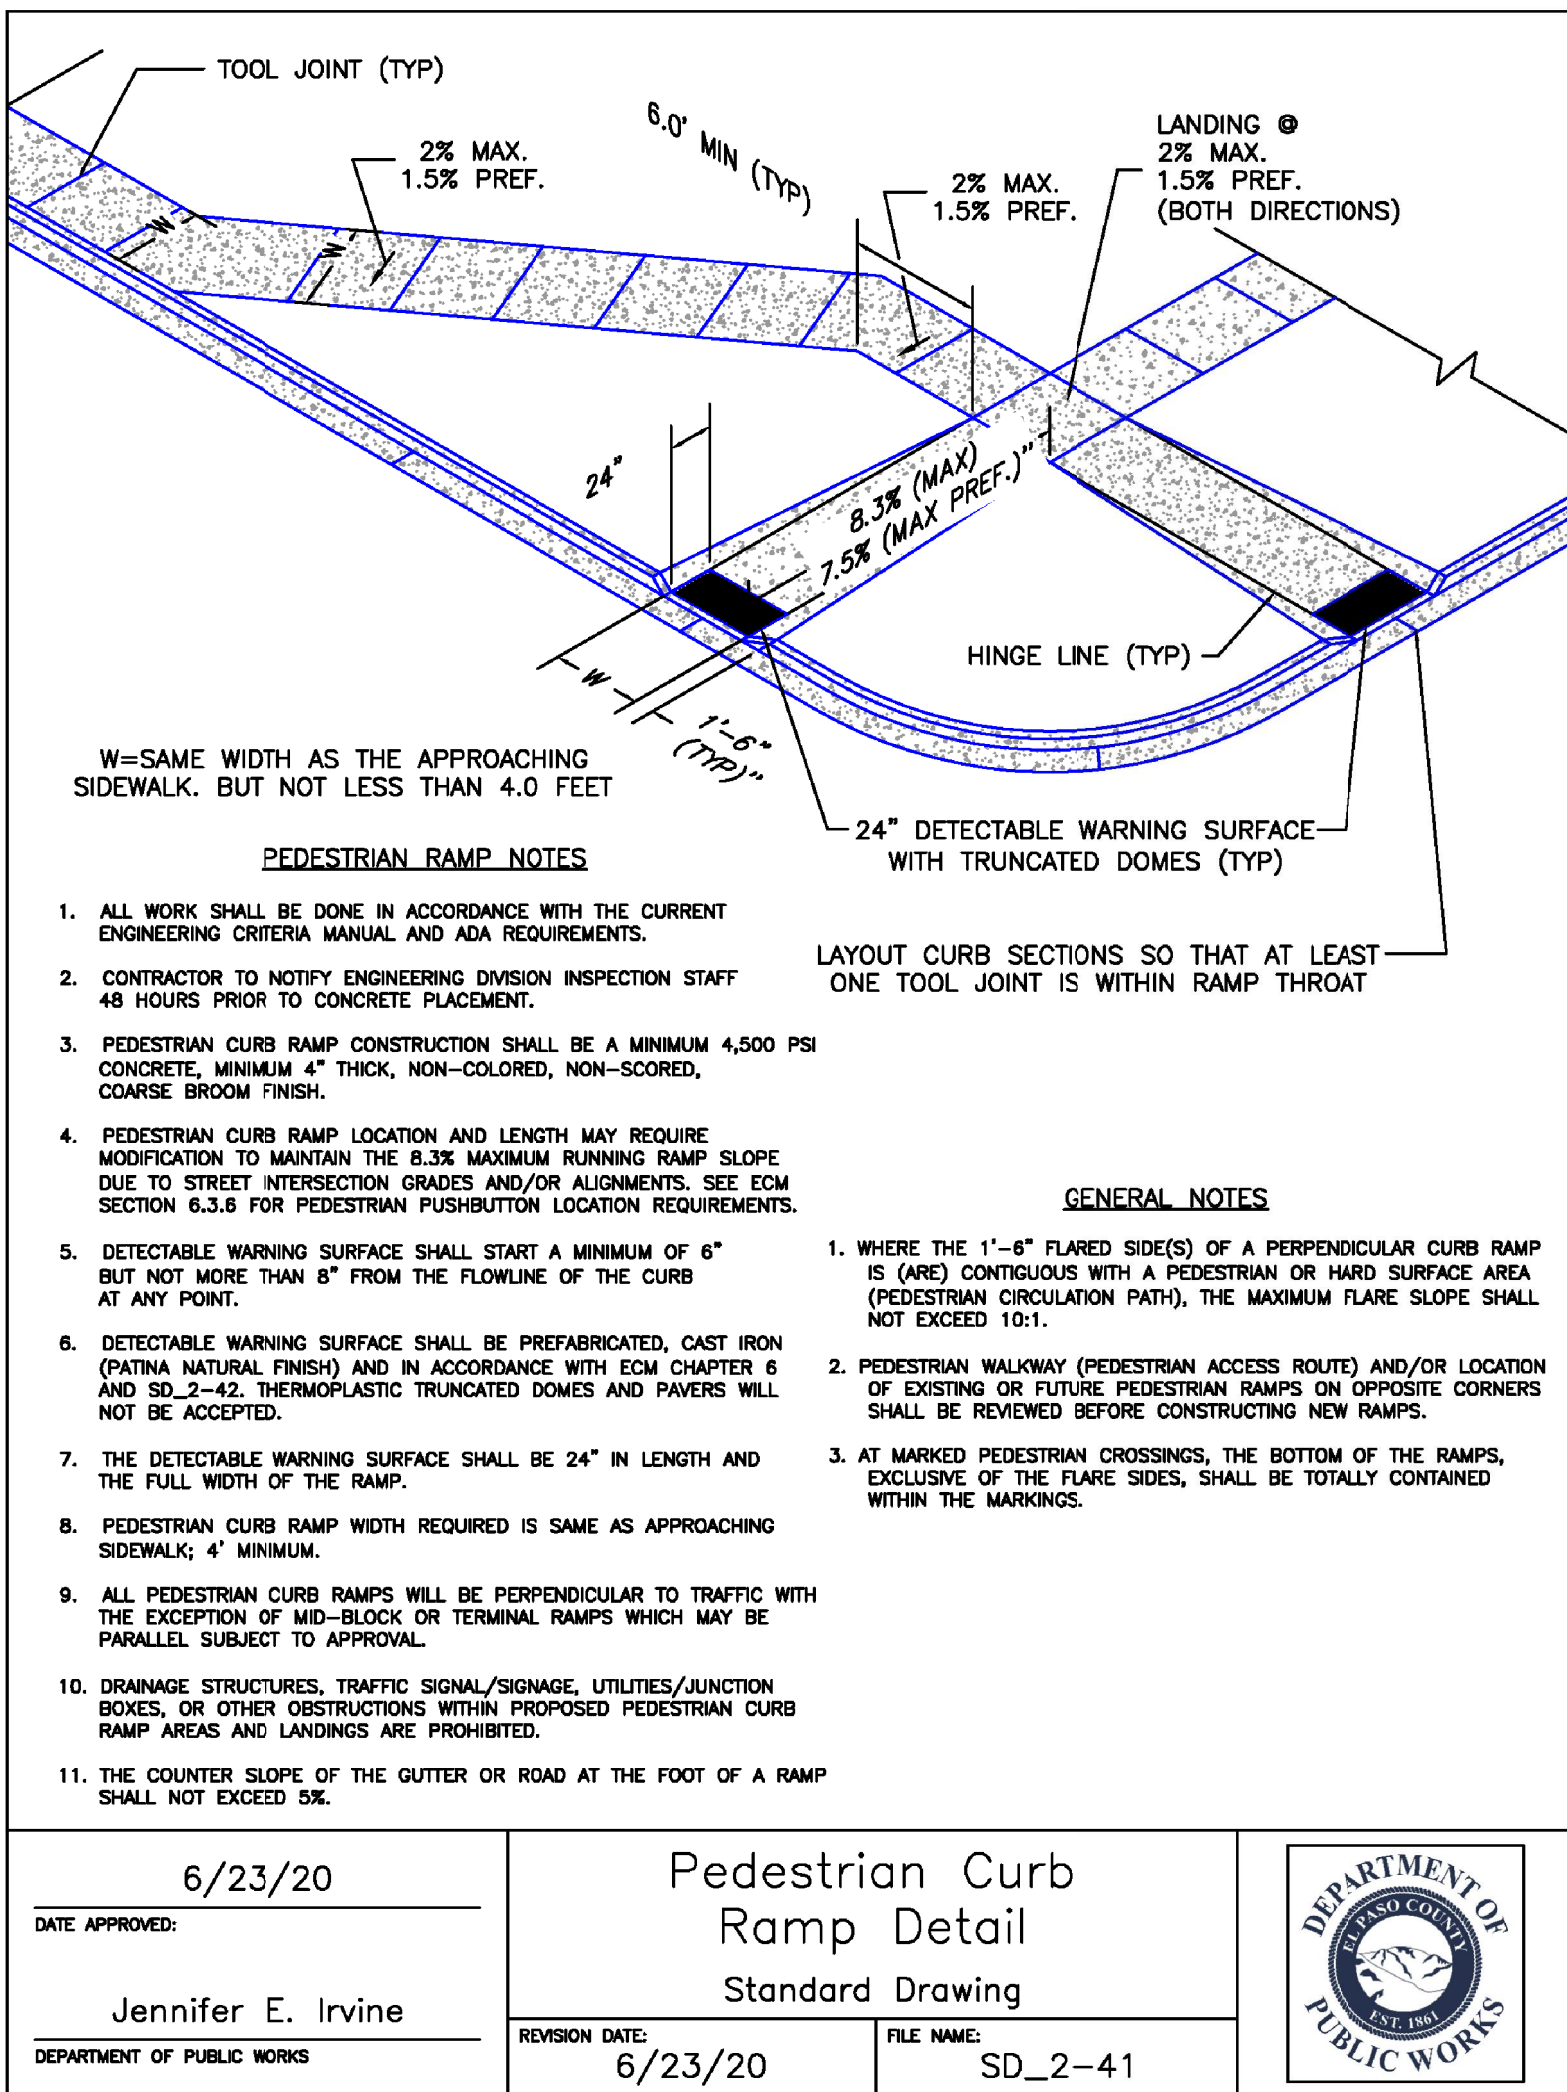 TOOL JOINT (TYP)
2% MAX.
1.5% PREF.
6.0' MIN (TYP)
2% MAX.
1.5% PREF.
LANDING @
2% MAX.
1.5% PREF.
(BOTH DIRECTIONS)
W
W
24"
8.3% (MAX)
7.5% (MAX PREF.)"
HINGE LINE (TYP)
W
1'-6"
(TYP)"
W=SAME WIDTH AS THE APPROACHING
SIDEWALK. BUT NOT LESS THAN 4.0 FEET
24" DETECTABLE WARNING SURFACE
WITH TRUNCATED DOMES (TYP)
LAYOUT CURB SECTIONS SO THAT AT LEAST
ONE TOOL JOINT IS WITHIN RAMP THROAT
PEDESTRIAN RAMP NOTES
1. ALL WORK SHALL BE DONE IN ACCORDANCE WITH THE CURRENT
ENGINEERING CRITERIA MANUAL AND ADA REQUIREMENTS.
2. CONTRACTOR TO NOTIFY ENGINEERING DIVISION INSPECTION STAFF
48 HOURS PRIOR TO CONCRETE PLACEMENT.
3. PEDESTRIAN CURB RAMP CONSTRUCTION SHALL BE A MINIMUM 4,500 PSI
CONCRETE, MINIMUM 4" THICK, NON-COLORED, NON-SCORED,
COARSE BROOM FINISH.
4. PEDESTRIAN CURB RAMP LOCATION AND LENGTH MAY REQUIRE
MODIFICATION TO MAINTAIN THE 8.3% MAXIMUM RUNNING RAMP SLOPE
DUE TO STREET INTERSECTION GRADES AND/OR ALIGNMENTS. SEE ECM
SECTION 6.3.6 FOR PEDESTRIAN PUSHBUTTON LOCATION REQUIREMENTS.
5. DETECTABLE WARNING SURFACE SHALL START A MINIMUM OF 6"
BUT NOT MORE THAN 8" FROM THE FLOWLINE OF THE CURB
AT ANY POINT.
6. DETECTABLE WARNING SURFACE SHALL BE PREFABRICATED, CAST IRON
(PATINA NATURAL FINISH) AND IN ACCORDANCE WITH ECM CHAPTER 6
AND SD_2-42. THERMOPLASTIC TRUNCATED DOMES AND PAVERS WILL
NOT BE ACCEPTED.
7. THE DETECTABLE WARNING SURFACE SHALL BE 24" IN LENGTH AND
THE FULL WIDTH OF THE RAMP.
8. PEDESTRIAN CURB RAMP WIDTH REQUIRED IS SAME AS APPROACHING
SIDEWALK; 4' MINIMUM.
9. ALL PEDESTRIAN CURB RAMPS WILL BE PERPENDICULAR TO TRAFFIC WITH
THE EXCEPTION OF MID-BLOCK OR TERMINAL RAMPS WHICH MAY BE
PARALLEL SUBJECT TO APPROVAL.
10. DRAINAGE STRUCTURES, TRAFFIC SIGNAL/SIGNAGE, UTILITIES/JUNCTION
BOXES, OR OTHER OBSTRUCTIONS WITHIN PROPOSED PEDESTRIAN CURB
RAMP AREAS AND LANDINGS ARE PROHIBITED.
11. THE COUNTER SLOPE OF THE GUTTER OR ROAD AT THE FOOT OF A RAMP
SHALL NOT EXCEED 5%.
GENERAL NOTES
1. WHERE THE 1'-6" FLARED SIDE(S) OF A PERPENDICULAR CURB RAMP
IS (ARE) CONTIGUOUS WITH A PEDESTRIAN OR HARD SURFACE AREA
(PEDESTRIAN CIRCULATION PATH), THE MAXIMUM FLARE SLOPE SHALL
NOT EXCEED 10:1.
2. PEDESTRIAN WALKWAY (PEDESTRIAN ACCESS ROUTE) AND/OR LOCATION
OF EXISTING OR FUTURE PEDESTRIAN RAMPS ON OPPOSITE CORNERS
SHALL BE REVIEWED BEFORE CONSTRUCTING NEW RAMPS.
3. AT MARKED PEDESTRIAN CROSSINGS, THE BOTTOM OF THE RAMPS,
EXCLUSIVE OF THE FLARE SIDES, SHALL BE TOTALLY CONTAINED
WITHIN THE MARKINGS.
6/23/20
DATE APPROVED:
Jennifer E. Irvine
DEPARTMENT OF PUBLIC WORKS
Pedestrian Curb
Ramp Detail
Standard Drawing
REVISION DATE:
6/23/20
FILE NAME:
SD_2-41
DEPARTMENT OF
EL PASO COUNTY
EST. 1861
PUBLIC WORKS